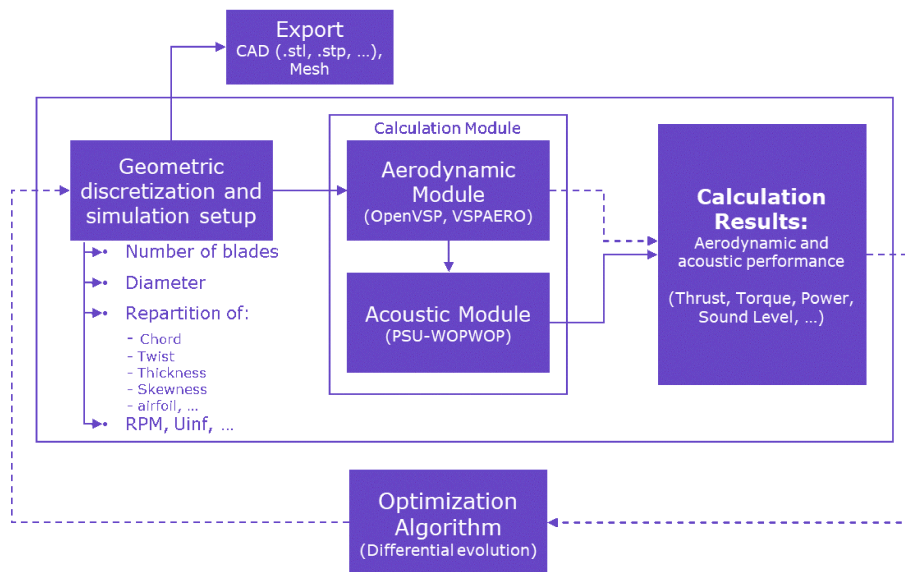 Export
CAD (.stl, .stp, ...),
Mesh
Calculation Module
Geometric
discretization and
simulation setup
Aerodynamic
Module
(OpenVSP, VSPAERO)
Calculation
Results:
Aerodynamic and
acoustic performance
(Thrust, Torque, Power,
Sound Level, ...)
• Number of blades
• Diameter
• Repartition of:
- Chord
- Twist
- Thickness
- Skewness
- airfoil, ...
• RPM, Uinf, ...
Acoustic Module
(PSU-WOPWOP)
Optimization
Algorithm
(Differential evolution)